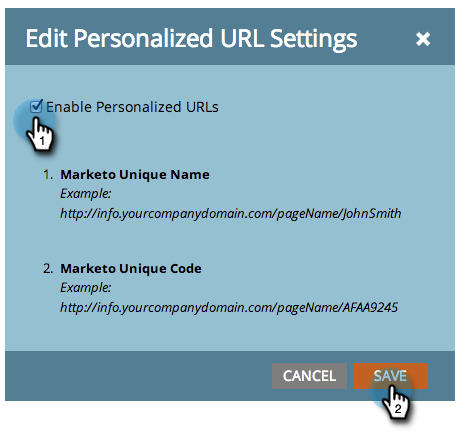 Edit Personalized URL Settings
Enable Personalized URLs
1
1. Marketo Unique Name
Example:
http://info.yourcompanydomain.com/pageName/JohnSmith
2. Marketo Unique Code
Example:
http://info.yourcompanydomain.com/pageName/AFAA9245
CANCEL SAVE
2